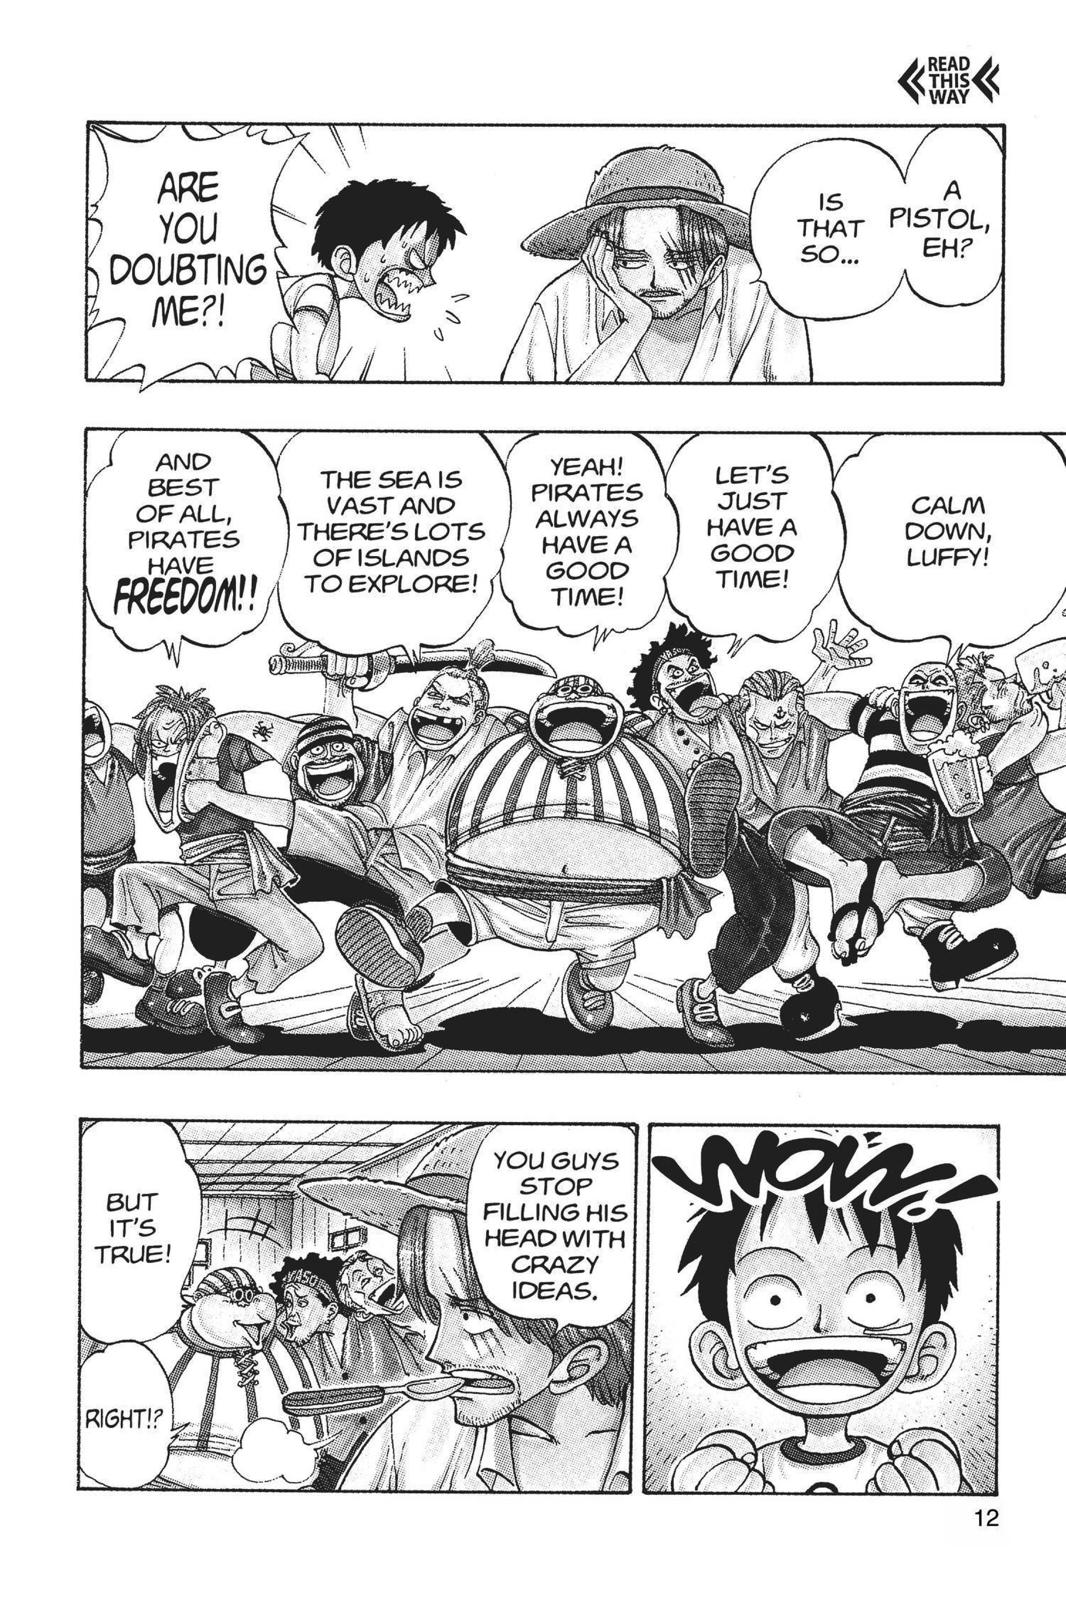 READ
THIS
WAY
A
PISTOL,
EH?
IS
THAT
SO...
ARE
YOU
DOUBTING
ME?!
CALM
DOWN,
LUFFY!
LET'S
JUST
HAVE A
GOOD
TIME!
YEAH!
PIRATES
ALWAYS
HAVE A
GOOD
TIME!
THE SEA IS
VAST AND
THERE'S LOTS
OF ISLANDS
TO EXPLORE!
AND
BEST
OF ALL,
PIRATES
HAVE
FREEDOM!!
YASO
WOW!
YOU GUYS
STOP
FILLING HIS
HEAD WITH
CRAZY
IDEAS.
YASO
BUT
IT'S
TRUE!
RIGHT!?
12